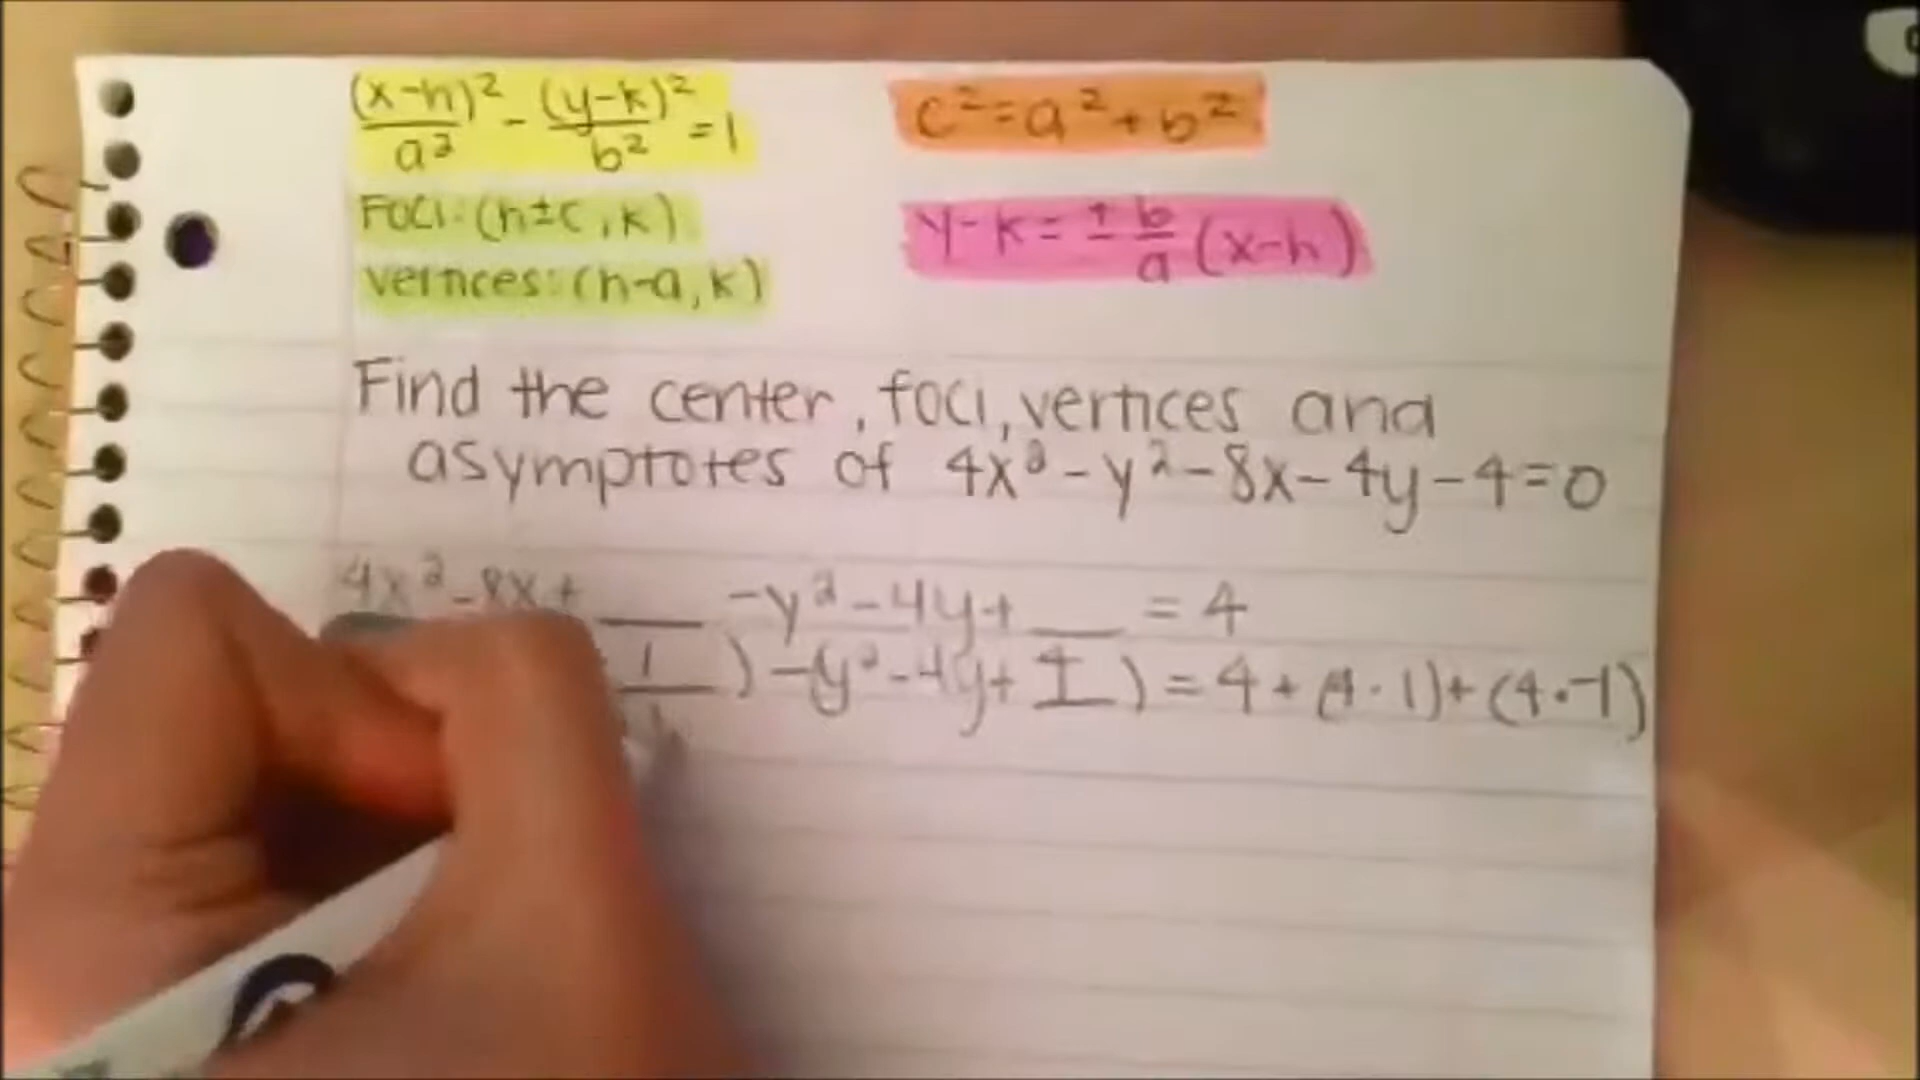 (x-h)²/a² - (y-k)²/b² = 1
c² = a² + b²
Foci: (h±c, k)
y-k = ± b/a (x-h)
vertices: (h-a, k)
Find the center, foci, vertices and
asymptotes of 4x² - y² - 8x - 4y - 4 = 0
4x² - 8x + ___ - y² - 4y + ___ = 4
1 ) - (y² - 4y + 4 ) = 4 + (4 · 1) + (4 · -1)